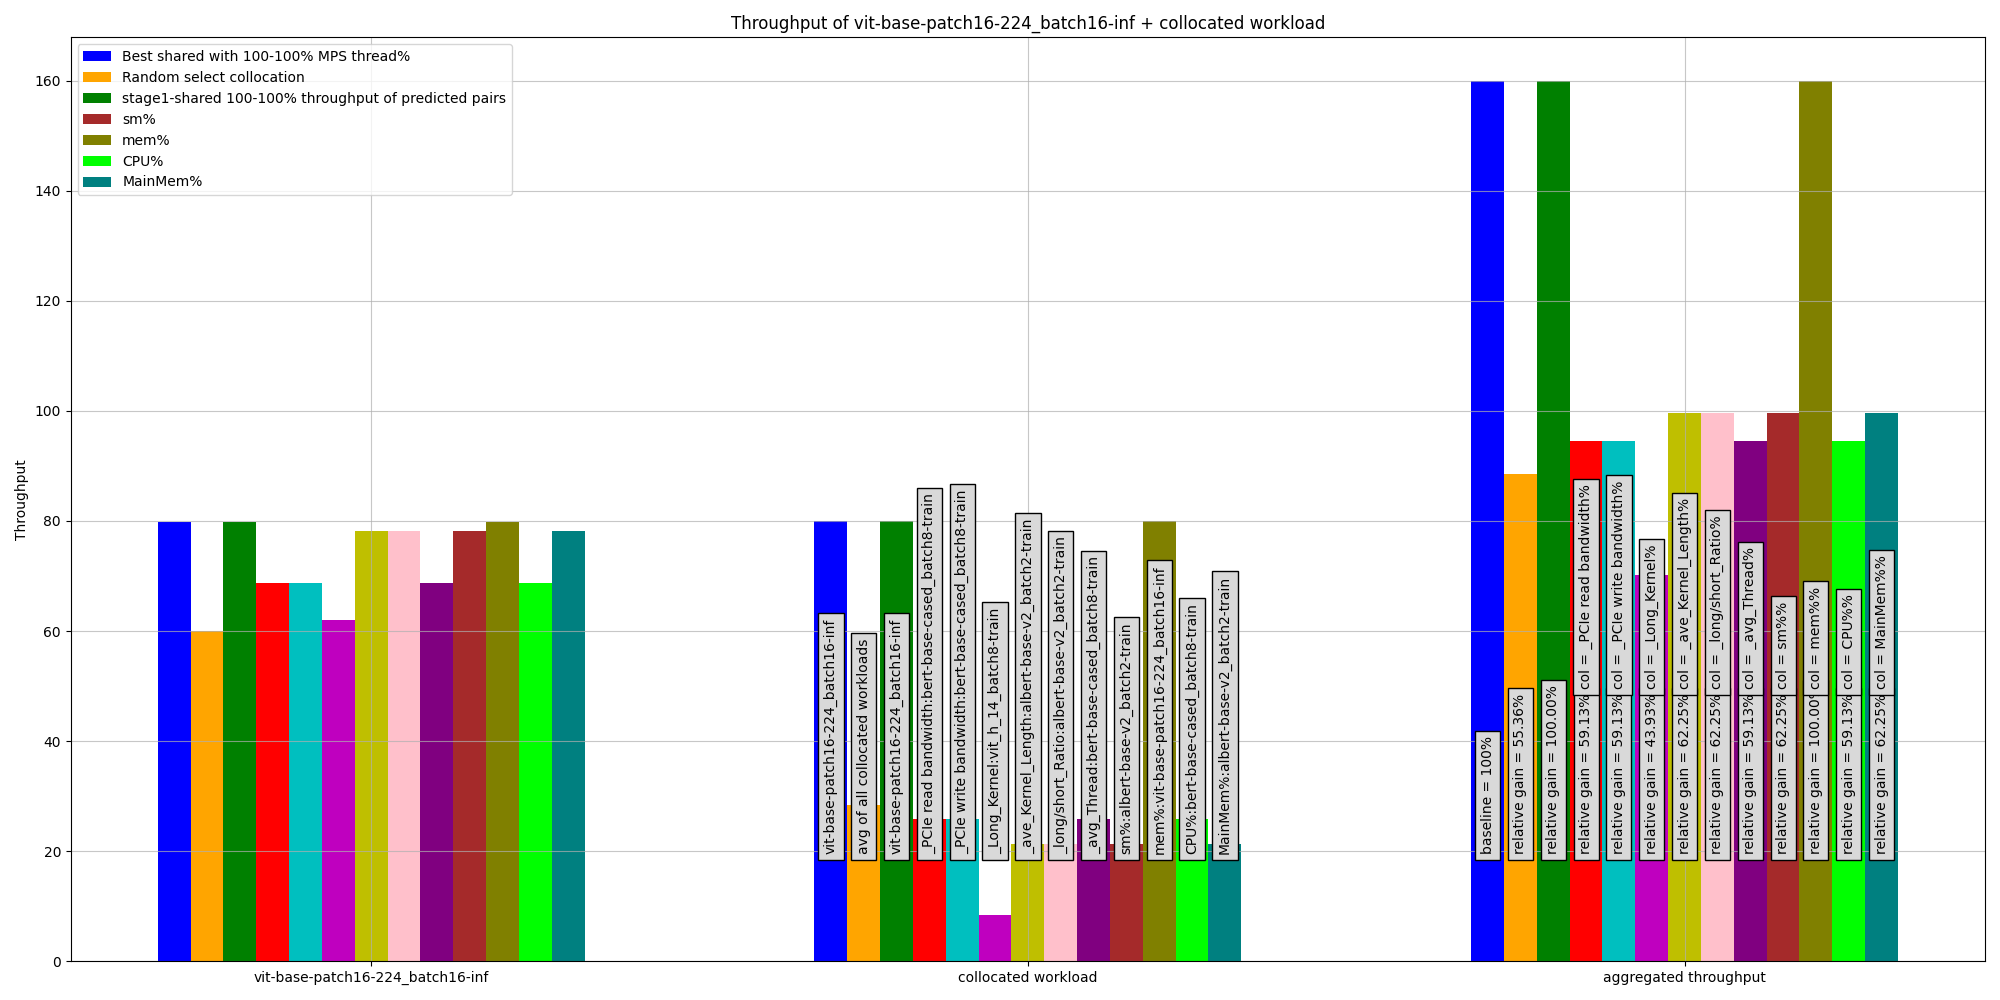 Throughput of vit-base-patch16-224_batch16-inf + collocated workload
Best shared with 100-100% MPS thread%
Random select collocation
stage1-shared 100-100% throughput of predicted pairs
sm%
mem%
CPU%
MainMem%
Throughput
160
140
120
100
80
60
40
20
0
vit-base-patch16-224_batch16-inf
avg of all collocated workloads
vit-base-patch16-224_batch16-inf
_PCIe read bandwidth:bert-base-cased_batch8-train
_PCIe write bandwidth:bert-base-cased_batch8-train
_Long_Kernel:vit_h_14_batch8-train
_ave_Kernel_Length:albert-base-v2_batch2-train
_long/short_Ratio:albert-base-v2_batch2-train
_avg_Thread:bert-base-cased_batch8-train
sm%:albert-base-v2_batch2-train
mem%:vit-base-patch16-224_batch16-inf
CPU%:bert-base-cased_batch8-train
MainMem%:albert-base-v2_batch2-train
baseline = 100%
relative gain = 55.36%
relative gain = 100.00%
relative gain = 59.13%
col = _PCIe read bandwidth%
relative gain = 59.13%
col = _PCIe write bandwidth%
relative gain = 43.93%
col = _Long_Kernel%
relative gain = 62.25%
col = _ave_Kernel_Length%
relative gain = 62.25%
col = _long/short_Ratio%
relative gain = 59.13%
col = _avg_Thread%
relative gain = 62.25%
col = sm%%
relative gain = 100.00%
col = mem%%
relative gain = 59.13%
col = CPU%%
relative gain = 62.25%
col = MainMem%%
vit-base-patch16-224_batch16-inf
collocated workload
aggregated throughput